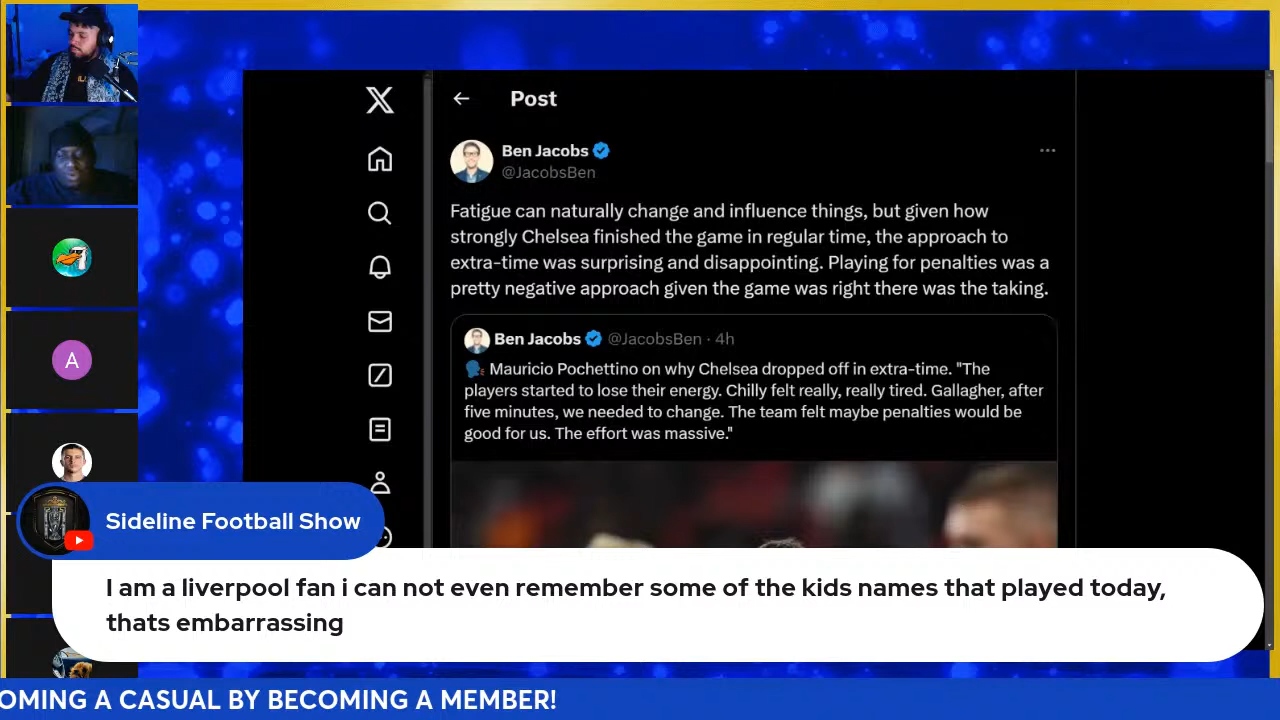 Post
Ben Jacobs
@JacobsBen
Fatigue can naturally change and influence things, but given how
strongly Chelsea finished the game in regular time, the approach to
extra-time was surprising and disappointing. Playing for penalties was a
pretty negative approach given the game was right there was the taking.
Ben Jacobs @JacobsBen · 4h
Mauricio Pochettino on why Chelsea dropped off in extra-time. "The
players started to lose their energy. Chilly felt really, really tired. Gallagher, after
five minutes, we needed to change. The team felt maybe penalties would be
good for us. The effort was massive."
A
Sideline Football Show
I am a liverpool fan i can not even remember some of the kids names that played today,
thats embarrassing
OMING A CASUAL BY BECOMING A MEMBER!